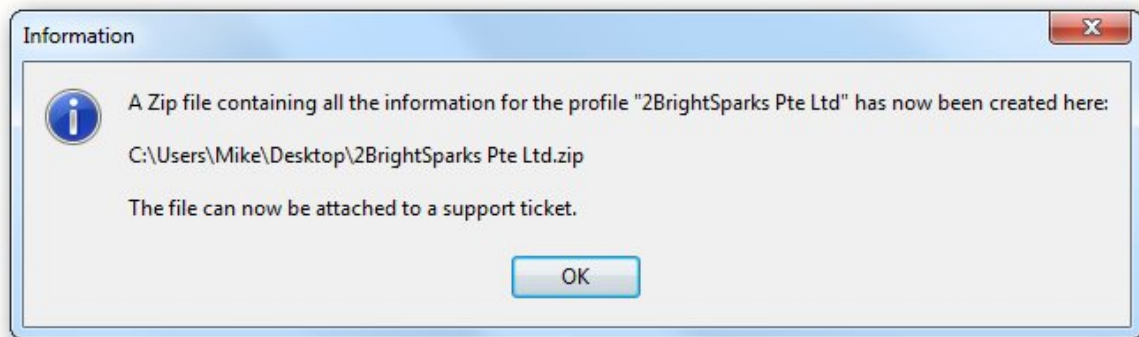 Information
A Zip file containing all the information for the profile "2BrightSparks Pte Ltd" has now been created here:
C:\Users\Mike\Desktop\2BrightSparks Pte Ltd.zip
The file can now be attached to a support ticket.
OK